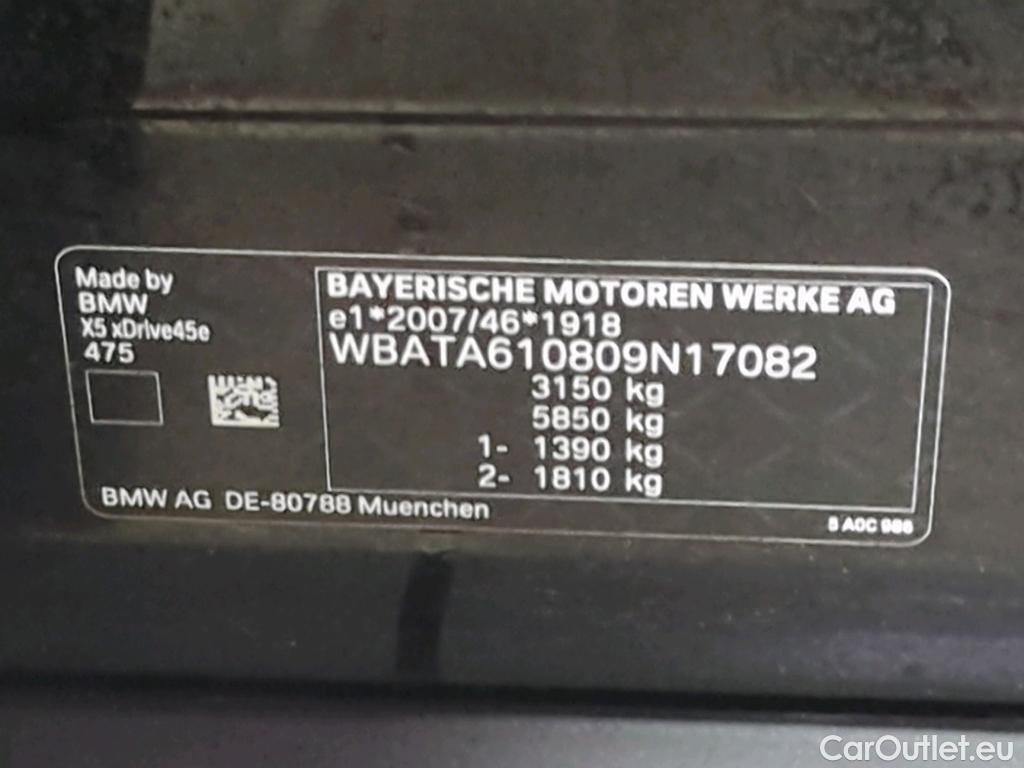 Made by
BMW
X5 xDrive45e
475
BAYERISCHE MOTOREN WERKE AG
e1*2007/46*1918
WBATA610809N17082
3150 kg
5850 kg
1- 1390 kg
2- 1810 kg
BMW AG DE-80788 Muenchen
CarOutlet.eu